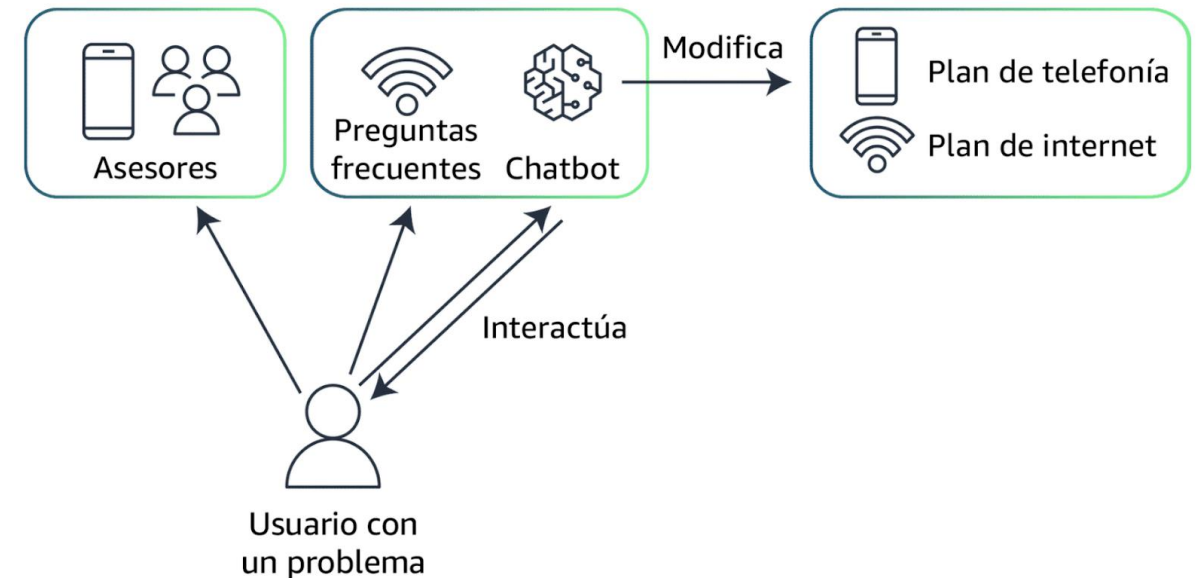 Asesores
Preguntas
frecuentes
Chatbot
Modifica
Plan de telefonía
Plan de internet
Interactúa
Usuario con
un problema